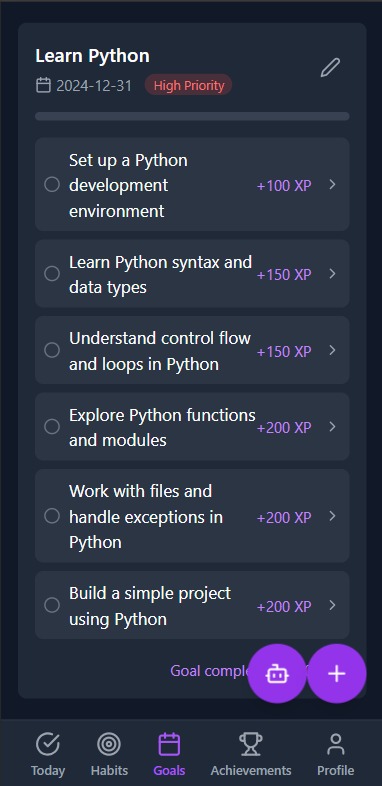 Learn Python
2024-12-31 High Priority
Set up a Python
development
environment
+100 XP
Learn Python syntax and
data types
+150 XP
Understand control flow
and loops in Python
+150 XP
Explore Python functions
and modules
+200 XP
Work with files and
handle exceptions in
Python
+200 XP
Build a simple project
using Python
+200 XP
Goal
Today Habits Goals Achievements Profile